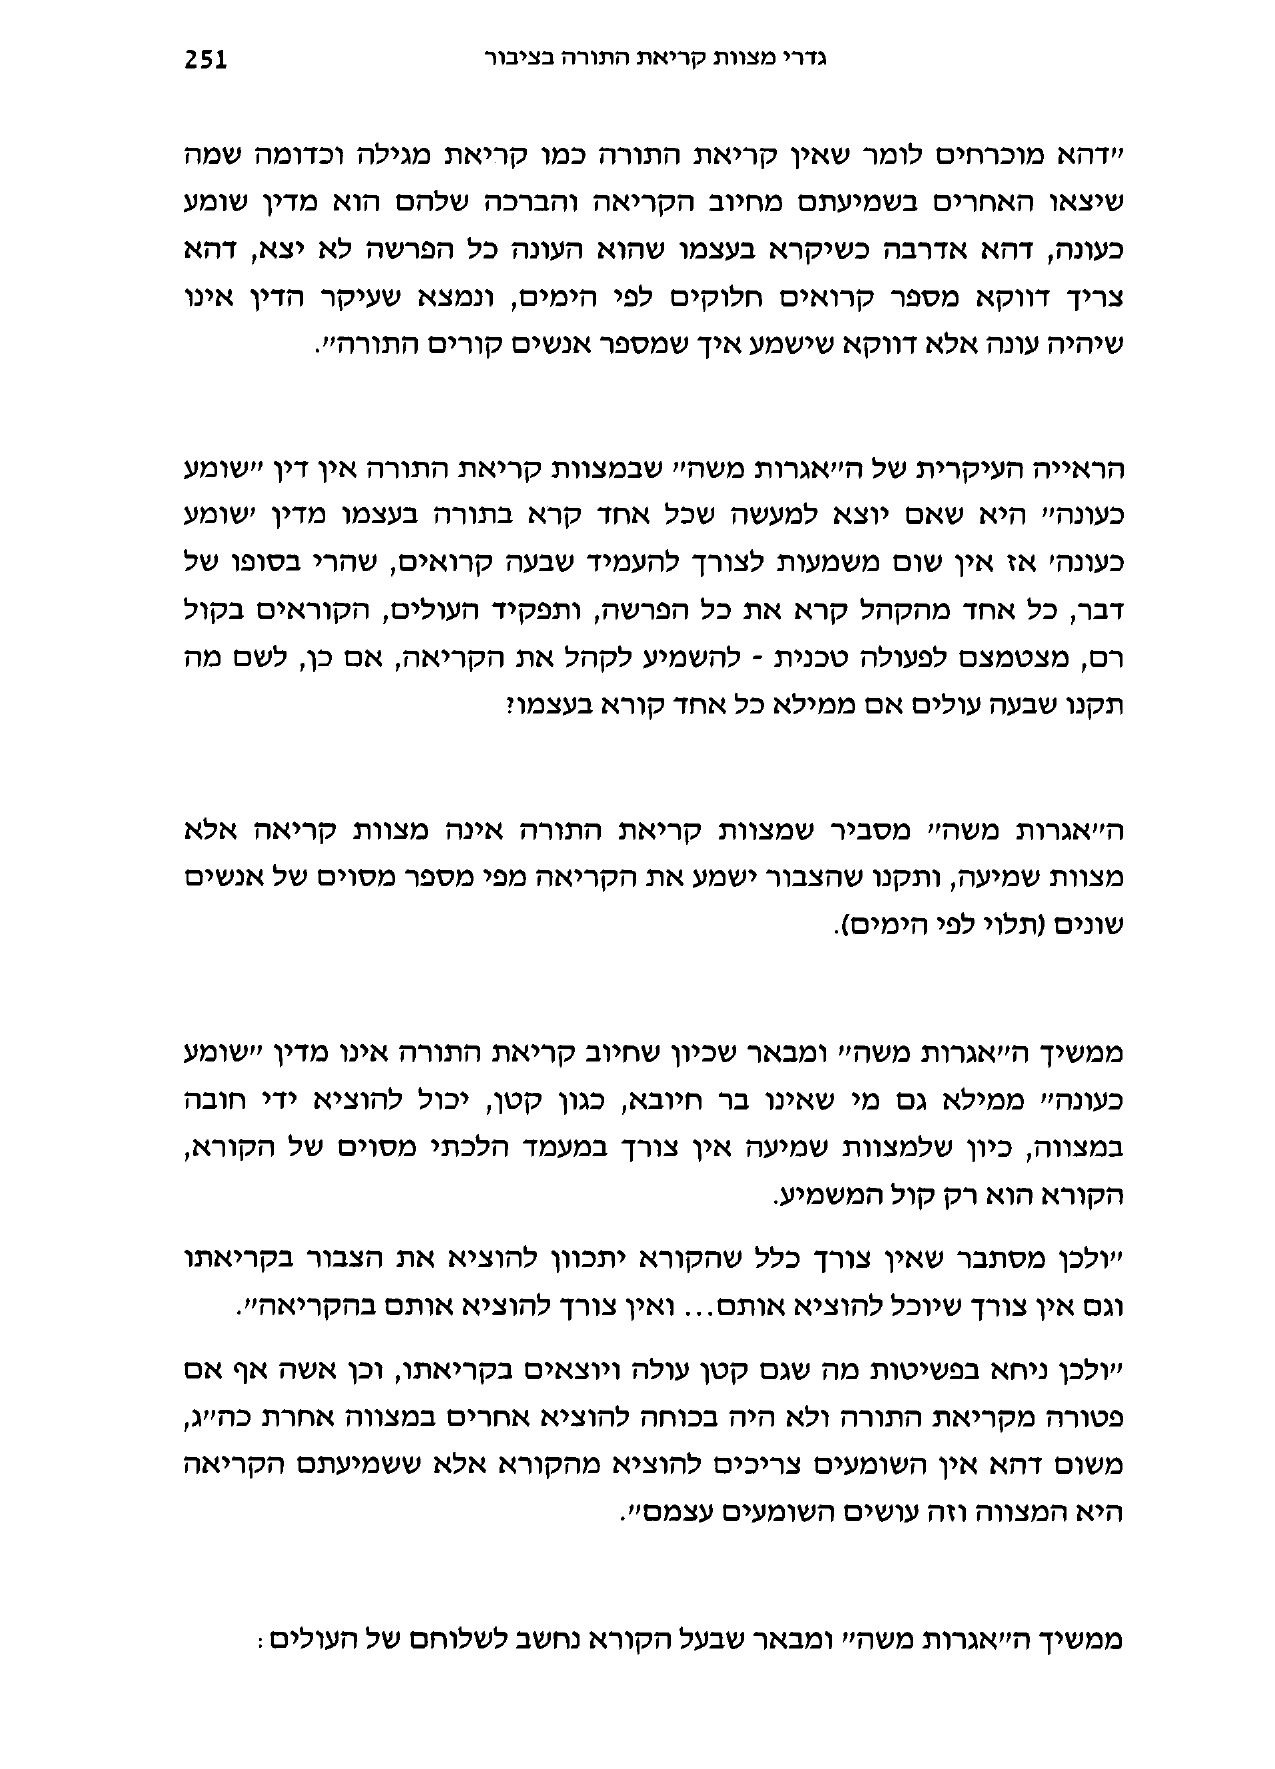 גדרי מצוות קריאת התורה בציבור 251
"דהא מוכרחים לומר שאין קריאת התורה כמו קריאת מגילה וכדומה שמה
שיצאו האחרים בשמיעתם מחיוב הקריאה והברכה שלהם הוא מדין שומע
כעונה, דהא אדרבה כשיקרא בעצמו שהוא העונה כל הפרשה לא יצא, דהא
צריך דווקא מספר קרואים חלוקים לפי הימים, ונמצא שעיקר הדין אינו
שיהיה עונה אלא דווקא שישמע איך שמספר אנשים קורים התורה".
הראייה העיקרית של ה"אגרות משה" שבמצוות קריאת התורה אין דין "שומע
כעונה" היא שאם יוצא למעשה שכל אחד קרא בתורה בעצמו מדין 'שומע
כעונה' אז אין שום משמעות לצורך להעמיד שבעה קרואים, שהרי בסופו של
דבר, כל אחד מהקהל קרא את כל הפרשה, ותפקיד העולים, הקוראים בקול
רם, מצטמצם לפעולה טכנית - להשמיע לקהל את הקריאה, אם כן, לשם מה
תקנו שבעה עולים אם ממילא כל אחד קורא בעצמו?
ה"אגרות משה" מסביר שמצוות קריאת התורה אינה מצוות קריאה אלא
מצוות שמיעה, ותקנו שהצבור ישמע את הקריאה מפי מספר מסוים של אנשים
שונים (תלוי לפי הימים).
ממשיך ה"אגרות משה" ומבאר שכיון שחיוב קריאת התורה אינו מדין "שומע
כעונה" ממילא גם מי שאינו בר חיובא, כגון קטן, יכול להוציא ידי חובה
במצווה, כיון שלמצוות שמיעה אין צורך במעמד הלכתי מסוים של הקורא,
הקורא הוא רק קול המשמיע.
"ולכן מסתבר שאין צורך כלל שהקורא יתכוון להוציא את הצבור בקריאתו
וגם אין צורך שיוכל להוציא אותם... ואין צורך להוציא אותם בהקריאה".
"ולכן ניחא בפשיטות מה שגם קטן עולה ויוצאים בקריאתו, וכן אשה אף אם
פטורה מקריאת התורה ולא היה בכוחה להוציא אחרים במצווה אחרת כה"ג,
משום דהא אין השומעים צריכים להוציא מהקורא אלא ששמיעתם הקריאה
היא המצווה וזה עושים השומעים עצמם".
ממשיך ה"אגרות משה" ומבאר שבעל הקורא נחשב לשלוחם של העולים: